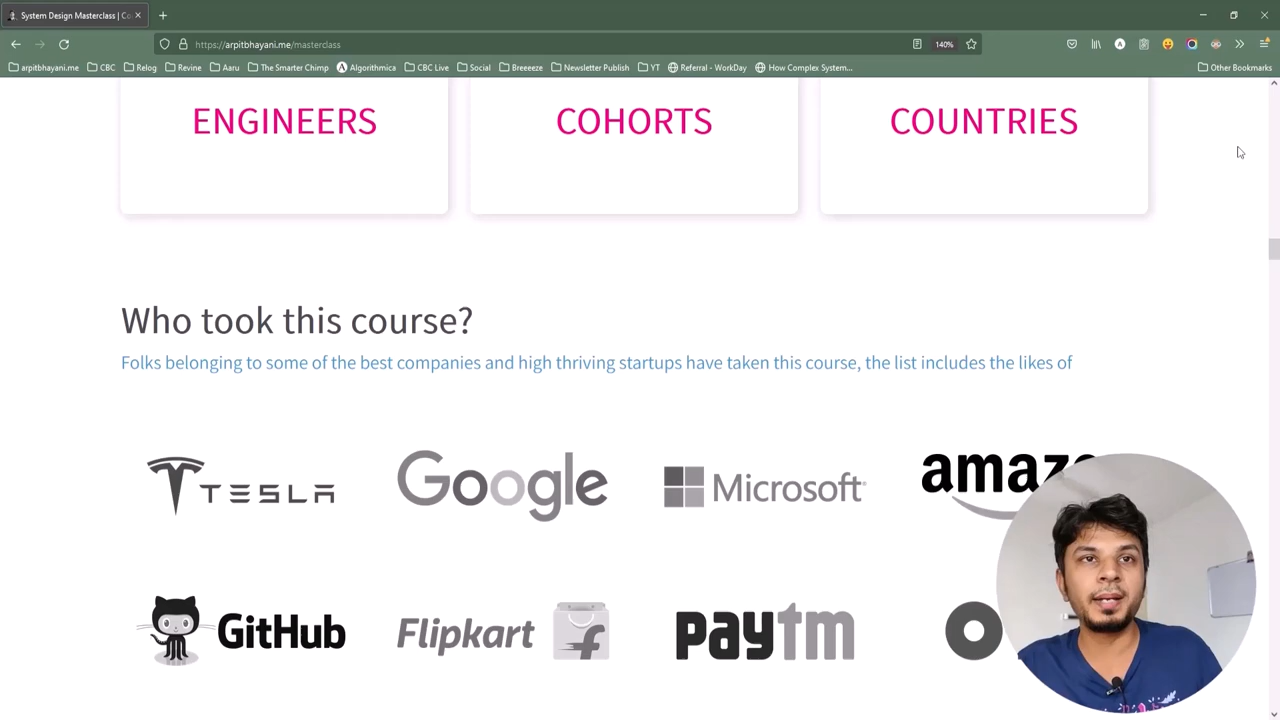 System Design Masterclass | Co
https://arpitbhayani.me/masterclass
140%
arpitbhayani.me CBC Relog Revine Aaru The Smarter Chimp Algorithmica CBC Live Social Breeeeze Newsletter Publish YT Referral - WorkDay How Complex System... Other Bookmarks
ENGINEERS COHORTS COUNTRIES
Who took this course?
Folks belonging to some of the best companies and high thriving startups have taken this course, the list includes the likes of
TESLA Google Microsoft amazo
GitHub Flipkart f paytm